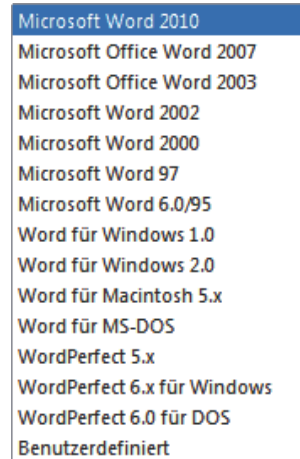 Microsoft Word 2010
Microsoft Office Word 2007
Microsoft Office Word 2003
Microsoft Word 2002
Microsoft Word 2000
Microsoft Word 97
Microsoft Word 6.0/95
Word für Windows 1.0
Word für Windows 2.0
Word für Macintosh 5.x
Word für MS-DOS
WordPerfect 5.x
WordPerfect 6.x für Windows
WordPerfect 6.0 für DOS
Benutzerdefiniert